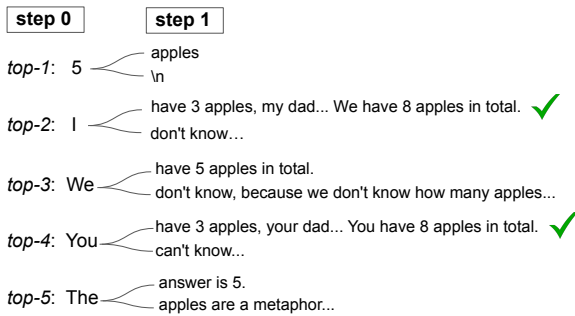 step 0 step 1
top-1: 5
apples
\n
top-2: I
have 3 apples, my dad... We have 8 apples in total.
don't know…
top-3: We
have 5 apples in total.
don't know, because we don't know how many apples...
top-4: You
have 3 apples, your dad... You have 8 apples in total.
can't know...
top-5: The
answer is 5.
apples are a metaphor...